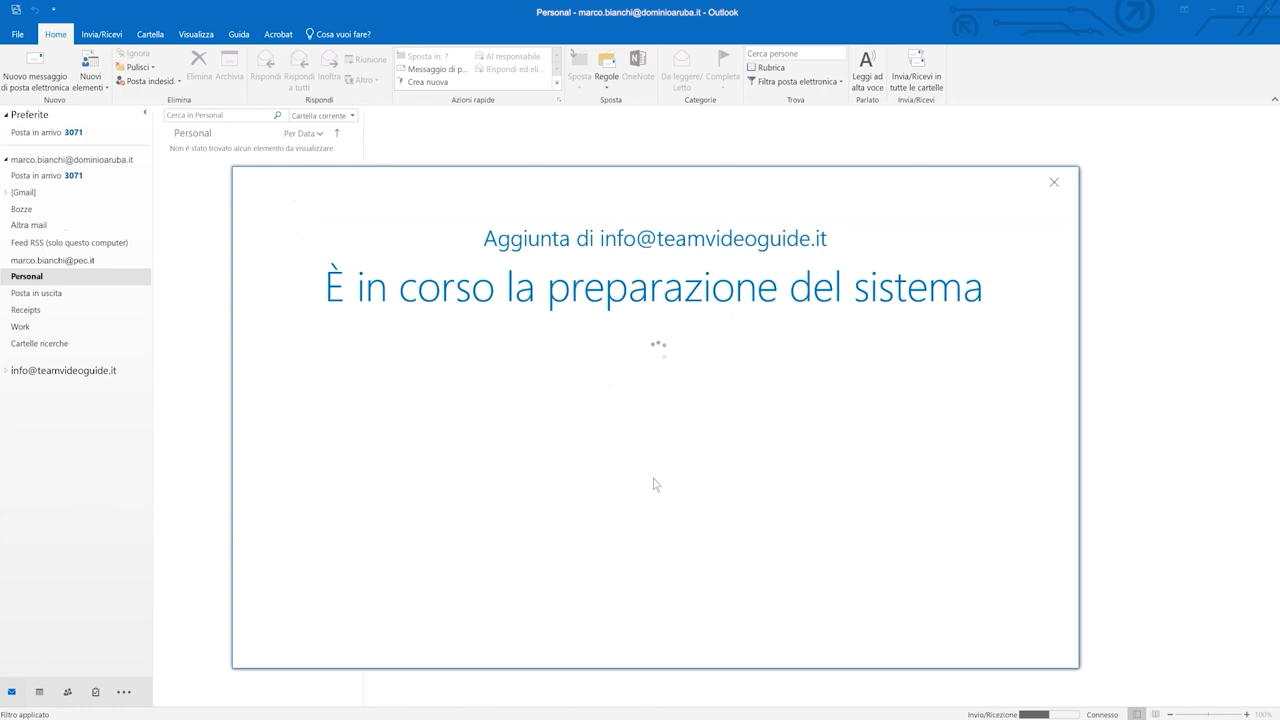 Personal - marco.bianchi@dominioaruba.it - Outlook
File Home Invia/Ricevi Cartella Visualizza Guida Acrobat Cosa vuoi fare?
Nuovo messaggio di posta elettronica
Nuovi elementi
Nuovo
Ignora
Pulisci
Posta indesid.
Elimina
Archivia
Elimina
Rispondi
Rispondi a tutti
Inoltra
Riunione
Altro
Rispondi
Sposta in: ?
Messaggio di p...
Crea nuova
Al responsabile
Rispondi ed eli...
Azioni rapide
Sposta
Regole
OneNote
Sposta
Da leggere/ Letto
Completa
Categorie
Cerca persone
Rubrica
Filtra posta elettronica
Trova
Leggi ad alta voce
Parlato
Invia/Ricevi in tutte le cartelle
Invia/Ricevi
Preferite
Posta in arrivo 3071
marco.bianchi@dominioaruba.it
Posta in arrivo 3071
[Gmail]
Bozze
Altra mail
Feed RSS (solo questo computer)
marco.bianchi@pec.it
Personal
Posta in uscita
Receipts
Work
Cartelle ricerche
info@teamvideoguide.it
Cerca in Personal
Cartella corrente
Personal
Per Data
Non è stato trovato alcun elemento da visualizzare.
Aggiunta di info@teamvideoguide.it
È in corso la preparazione del sistema
Filtro applicato
Invio/Ricezione
Connesso
100%